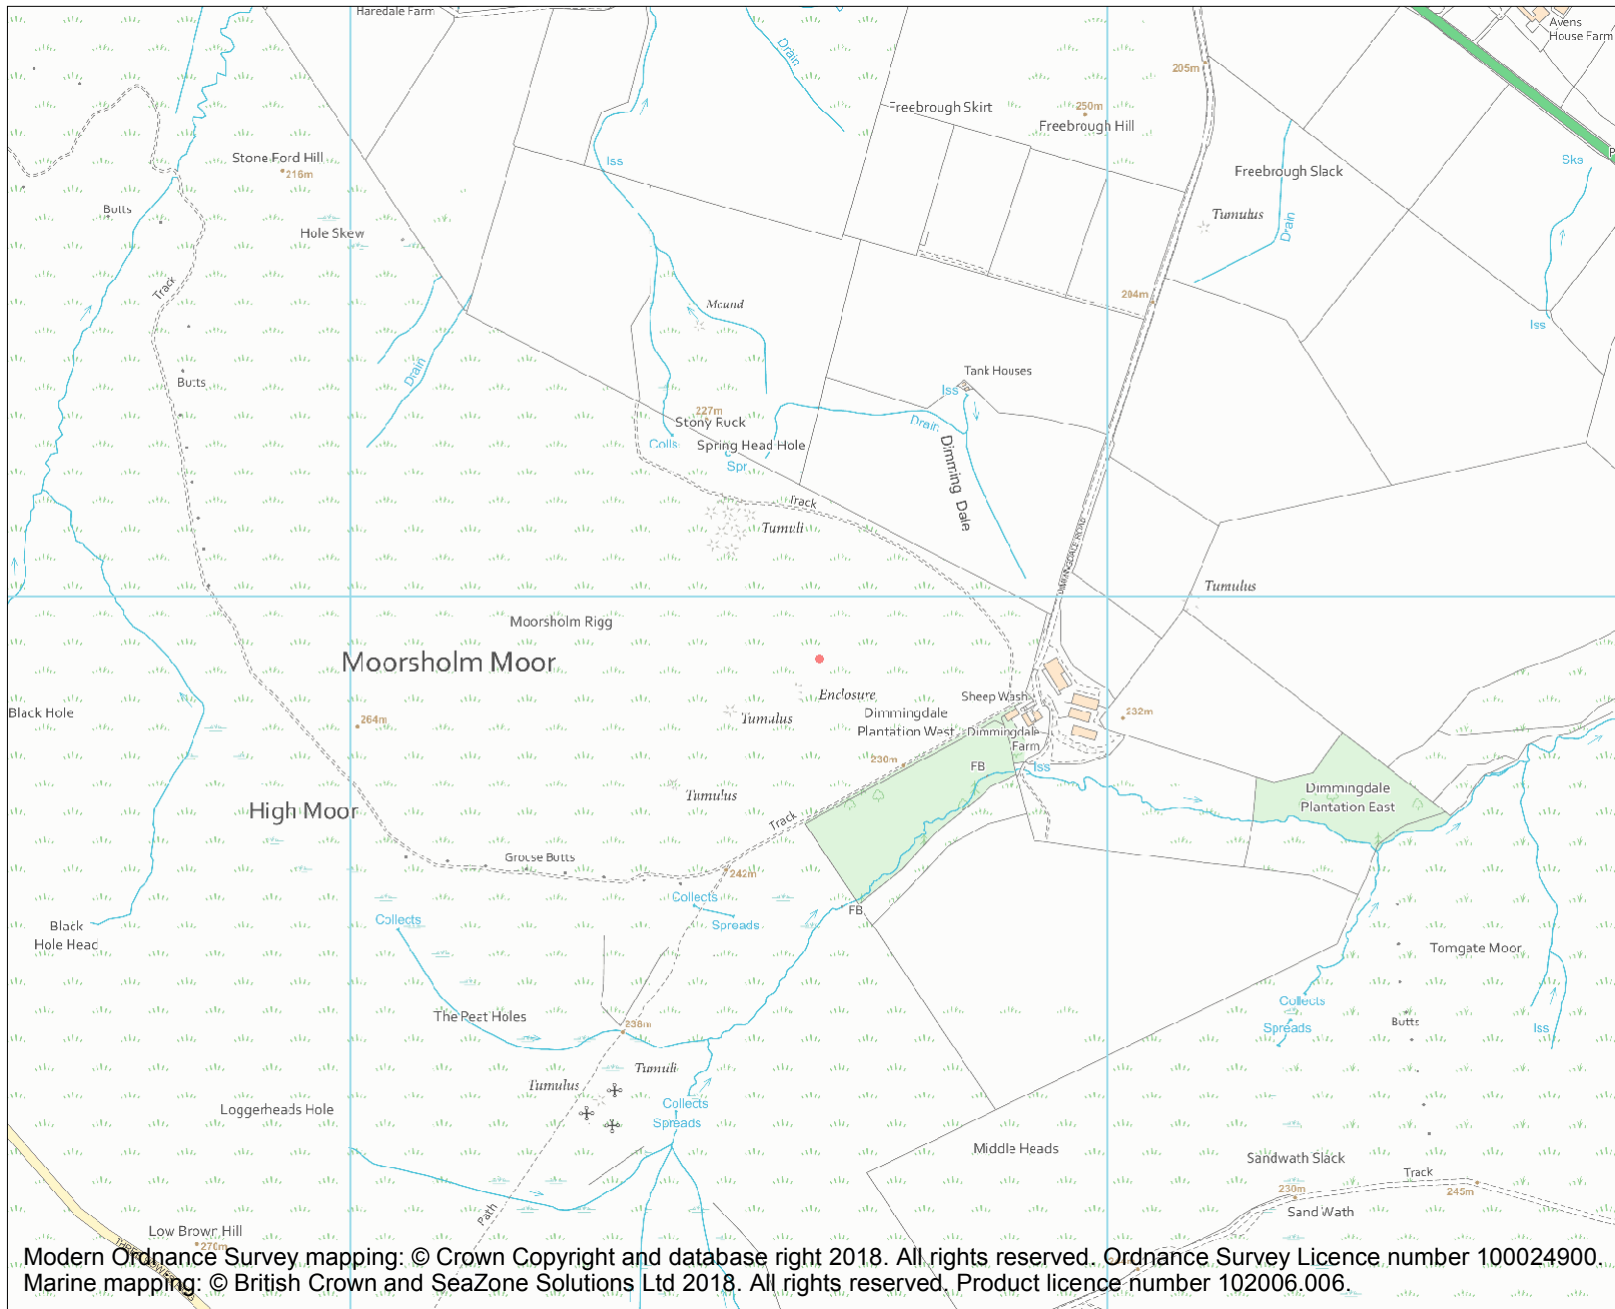 Haredale Farm
Avens
House Farm
Drain
205m
Freebrough Skirt
250m
Freebrough Hill
Stone Ford Hill
216m
Iss
Sks
Freebrough Slack
Butts
Tumulus
Drain
Hole Skew
Track
204m
Mound
Iss
Drain
Butts
Tank Houses
Iss
227m
Stony Ruck
Drain
Colls
Spring Head Hole
Spr
Dimming Dale
Track
Tumuli
Tumulus
Moorsholm Rigg
Moorsholm Moor
Enclosure
Sheep Wash
Black Hole
264m
Tumulus
Dimmingdale
Plantation West
232m
Dimmingdale
Farm
230m
FB
Iss
Tumulus
Dimmingdale
Plantation East
High Moor
Track
Grouse Butts
242m
Collects
Spreads
FB
Collects
Black
Hole Head
Tomgate Moor
Collects
Spreads
Butts
Iss
The Peat Holes
238m
Tumulus
Tumuli
Collects
Spreads
Loggerheads Hole
Middle Heads
Sandwath Slack
Track
230m
245m
Sand Wath
Path
Low Brown Hill
276m
Modern Ordnance Survey mapping: © Crown Copyright and database right 2018. All rights reserved. Ordnance Survey Licence number 100024900.
Marine mapping: © British Crown and SeaZone Solutions Ltd 2018. All rights reserved. Product licence number 102006.006.